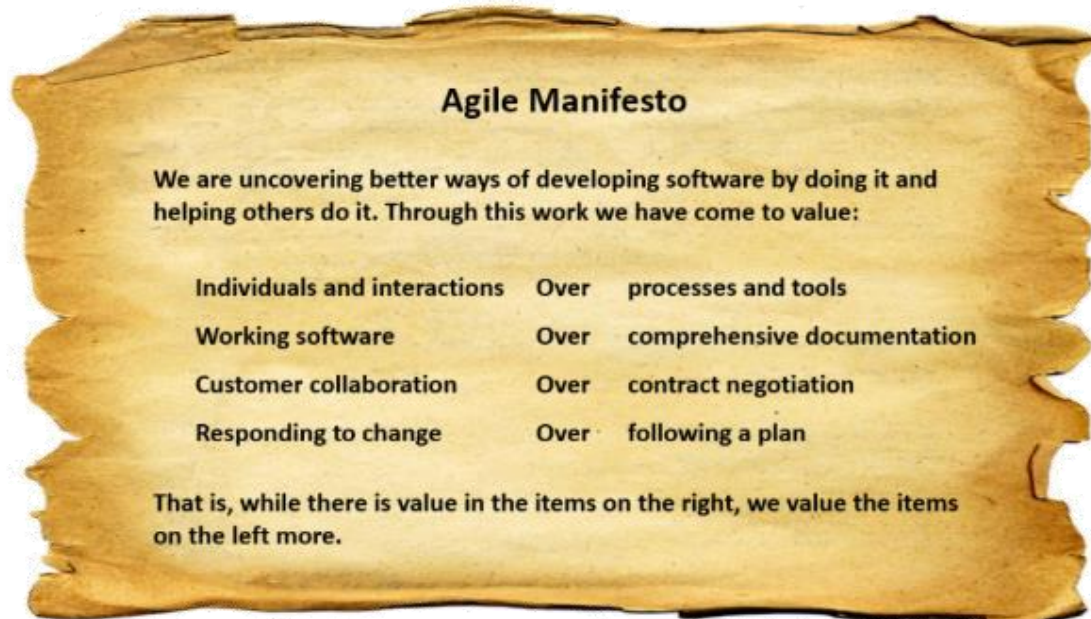 Agile Manifesto
We are uncovering better ways of developing software by doing it and
helping others do it. Through this work we have come to value:
Individuals and interactions Over processes and tools
Working software Over comprehensive documentation
Customer collaboration Over contract negotiation
Responding to change Over following a plan
That is, while there is value in the items on the right, we value the items
on the left more.